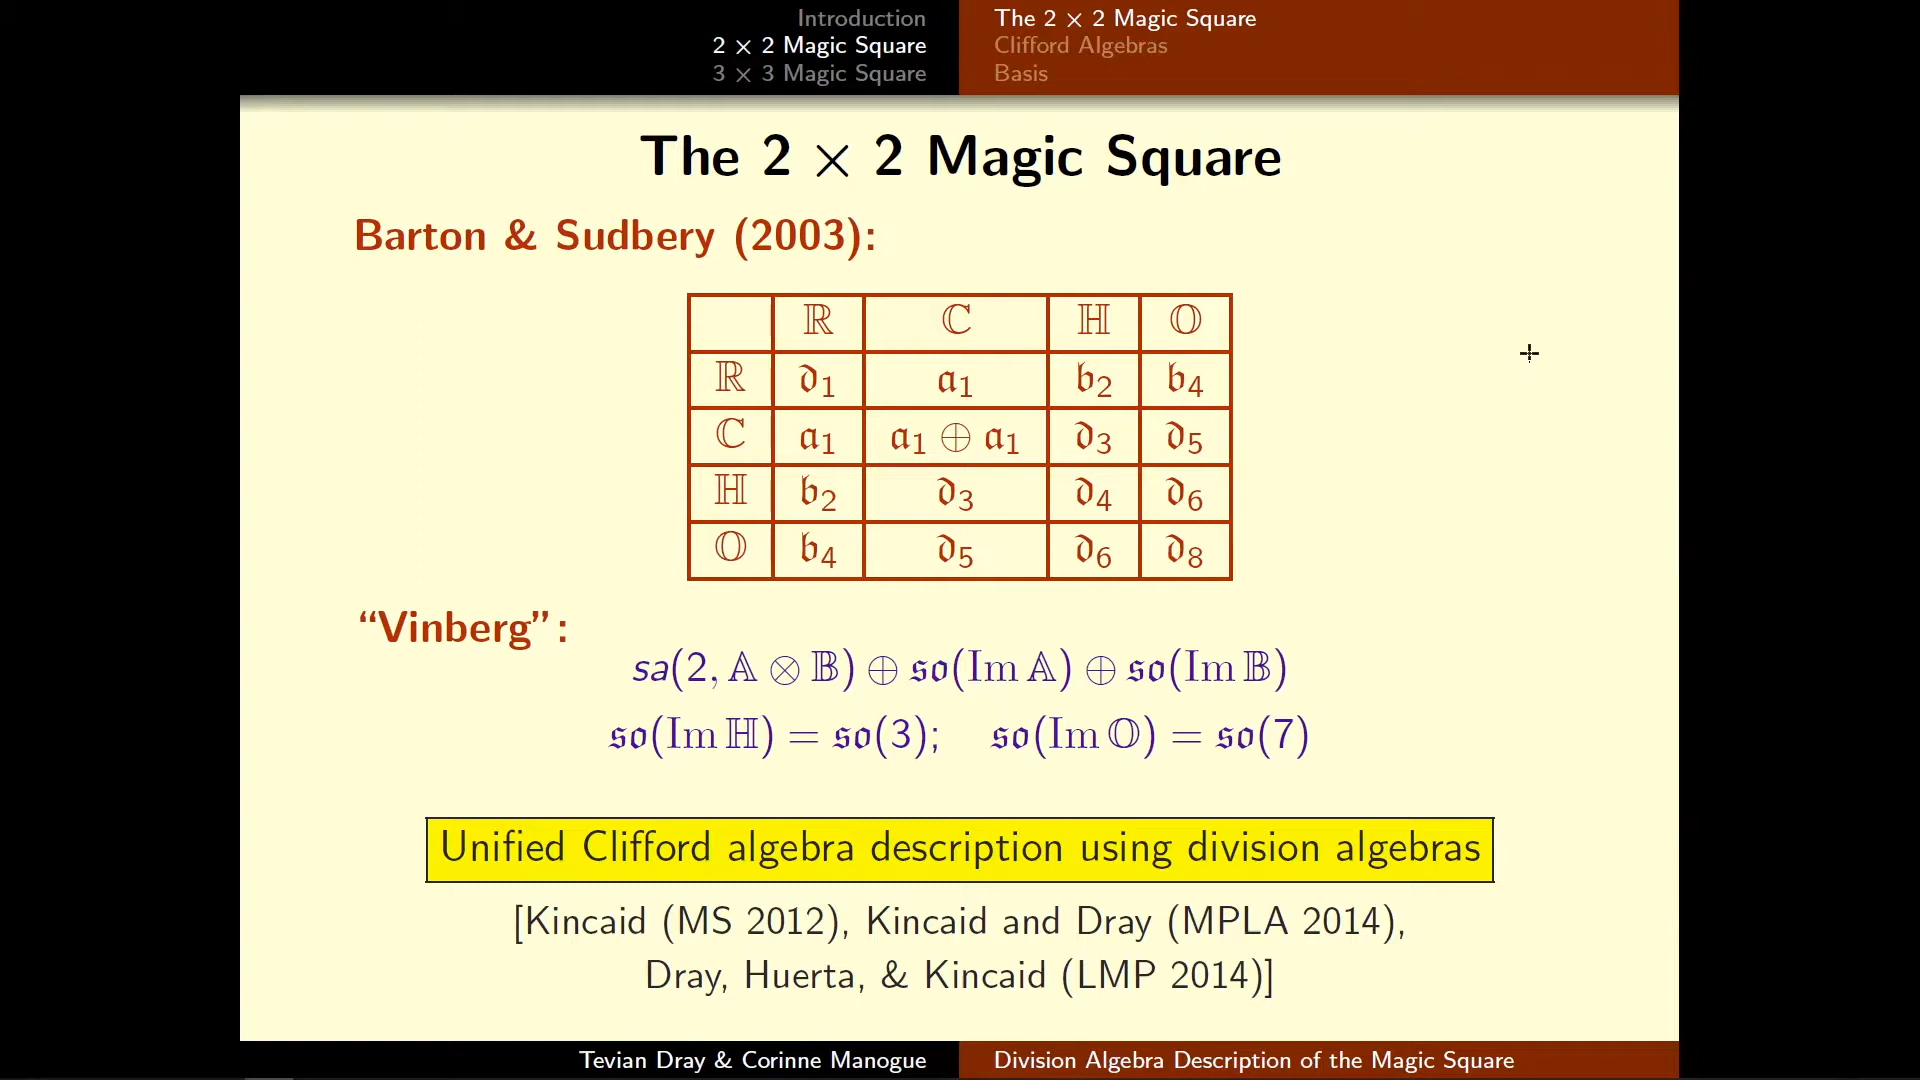 Introduction
2 × 2 Magic Square
3 × 3 Magic Square
The 2 × 2 Magic Square
Clifford Algebras
Basis
The 2 × 2 Magic Square
Barton & Sudbery (2003):
ℝ ℂ ℍ 𝕆
ℝ 𝔡₁ 𝔞₁ 𝔟₂ 𝔟₄
ℂ 𝔞₁ 𝔞₁ ⊕ 𝔞₁ 𝔡₃ 𝔡₅
ℍ 𝔟₂ 𝔡₃ 𝔡₄ 𝔡₆
𝕆 𝔟₄ 𝔡₅ 𝔡₆ 𝔡₈
“Vinberg”:
sa(2, 𝔸 ⊗ 𝔹) ⊕ 𝔰𝔬(Im 𝔸) ⊕ 𝔰𝔬(Im 𝔹)
𝔰𝔬(Im ℍ) = 𝔰𝔬(3); 𝔰𝔬(Im 𝕆) = 𝔰𝔬(7)
Unified Clifford algebra description using division algebras
[Kincaid (MS 2012), Kincaid and Dray (MPLA 2014),
Dray, Huerta, & Kincaid (LMP 2014)]
Tevian Dray & Corinne Manogue
Division Algebra Description of the Magic Square